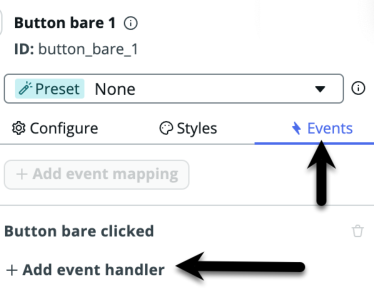 Button bare 1
ID: button_bare_1
Preset None
Configure Styles Events
+ Add event mapping
Button bare clicked
+ Add event handler